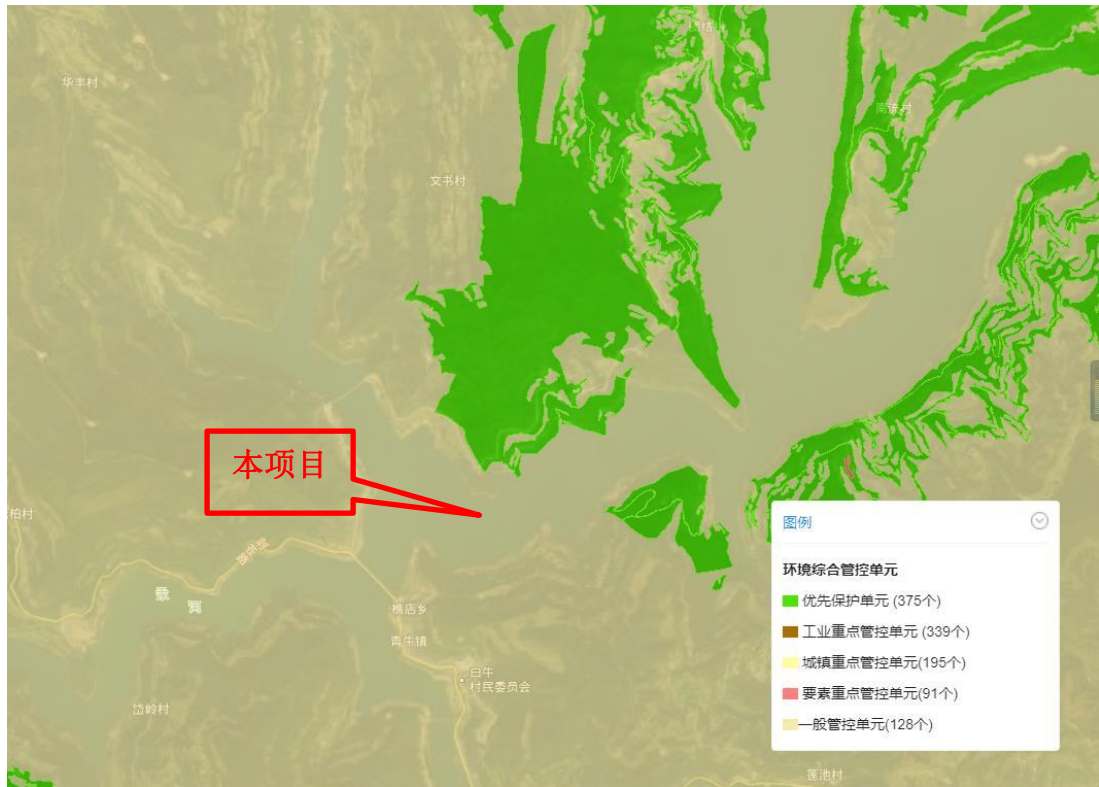 华丰村
南济村
文书村
本项目
柏村
樵店乡
青牛镇
白牛
村民委员会
岱岭村
莲池村
图例
环境综合管控单元
优先保护单元 (375个)
工业重点管控单元 (339个)
城镇重点管控单元(195个)
要素重点管控单元(91个)
一般管控单元(128个)